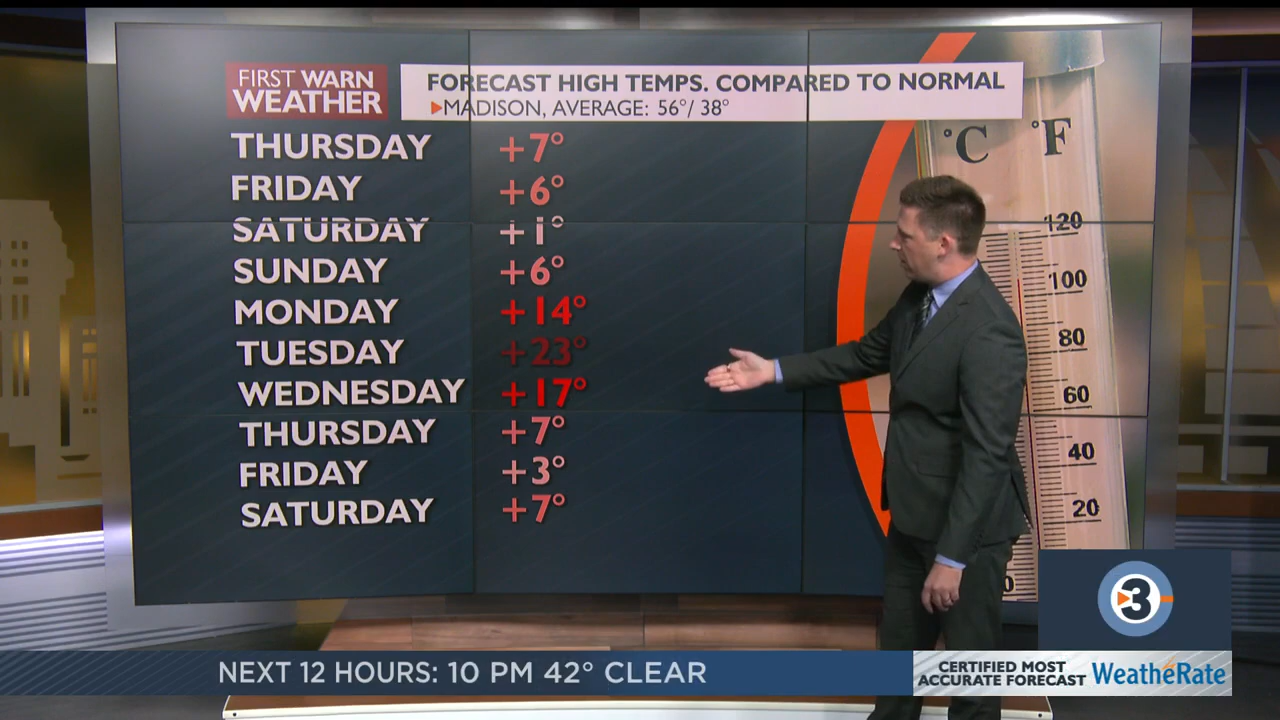 FIRST WARN
WEATHER
FORECAST HIGH TEMPS. COMPARED TO NORMAL
MADISON, AVERAGE: 56°/ 38°
THURSDAY +7°
FRIDAY +6°
SATURDAY +1°
SUNDAY +6°
MONDAY +14°
TUESDAY +23°
WEDNESDAY +17°
THURSDAY +7°
FRIDAY +3°
SATURDAY +7°
°C °F
120
100
80
60
40
20
0
3
NEXT 12 HOURS: 10 PM 42° CLEAR
CERTIFIED MOST
ACCURATE FORECAST
WeatheRate